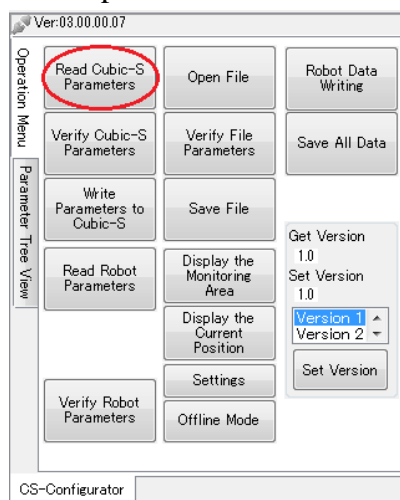 Ver:03.00.00.07
Operation Menu
Parameter Tree View
Read Cubic-S
Parameters
Open File
Robot Data
Writing
Verify Cubic-S
Parameters
Verify File
Parameters
Save All Data
Write
Parameters to
Cubic-S
Save File
Get Version
1.0
Set Version
1.0
Version 1
Version 2
Set Version
Read Robot
Parameters
Display the
Monitoring
Area
Display the
Current
Position
Settings
Verify Robot
Parameters
Offline Mode
CS-Configurator